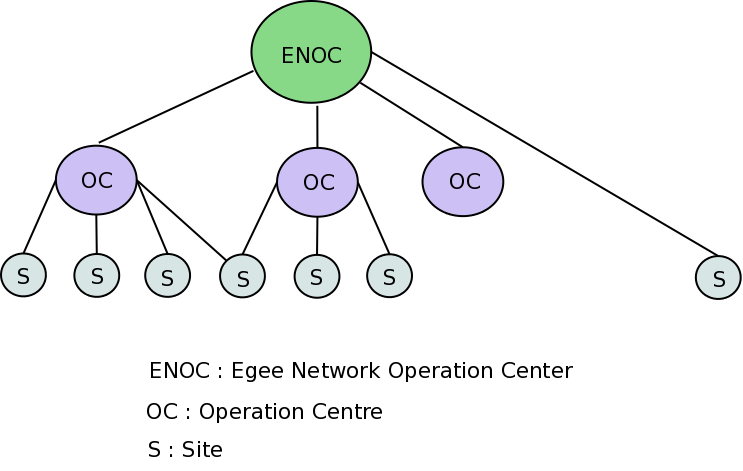 ENOC
OC OC OC
S S S S S S S
ENOC : Egee Network Operation Center
OC : Operation Centre
S : Site